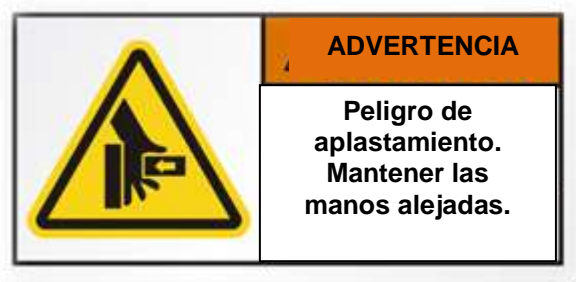 ADVERTENCIA
Peligro de
aplastamiento.
Mantener las
manos alejadas.